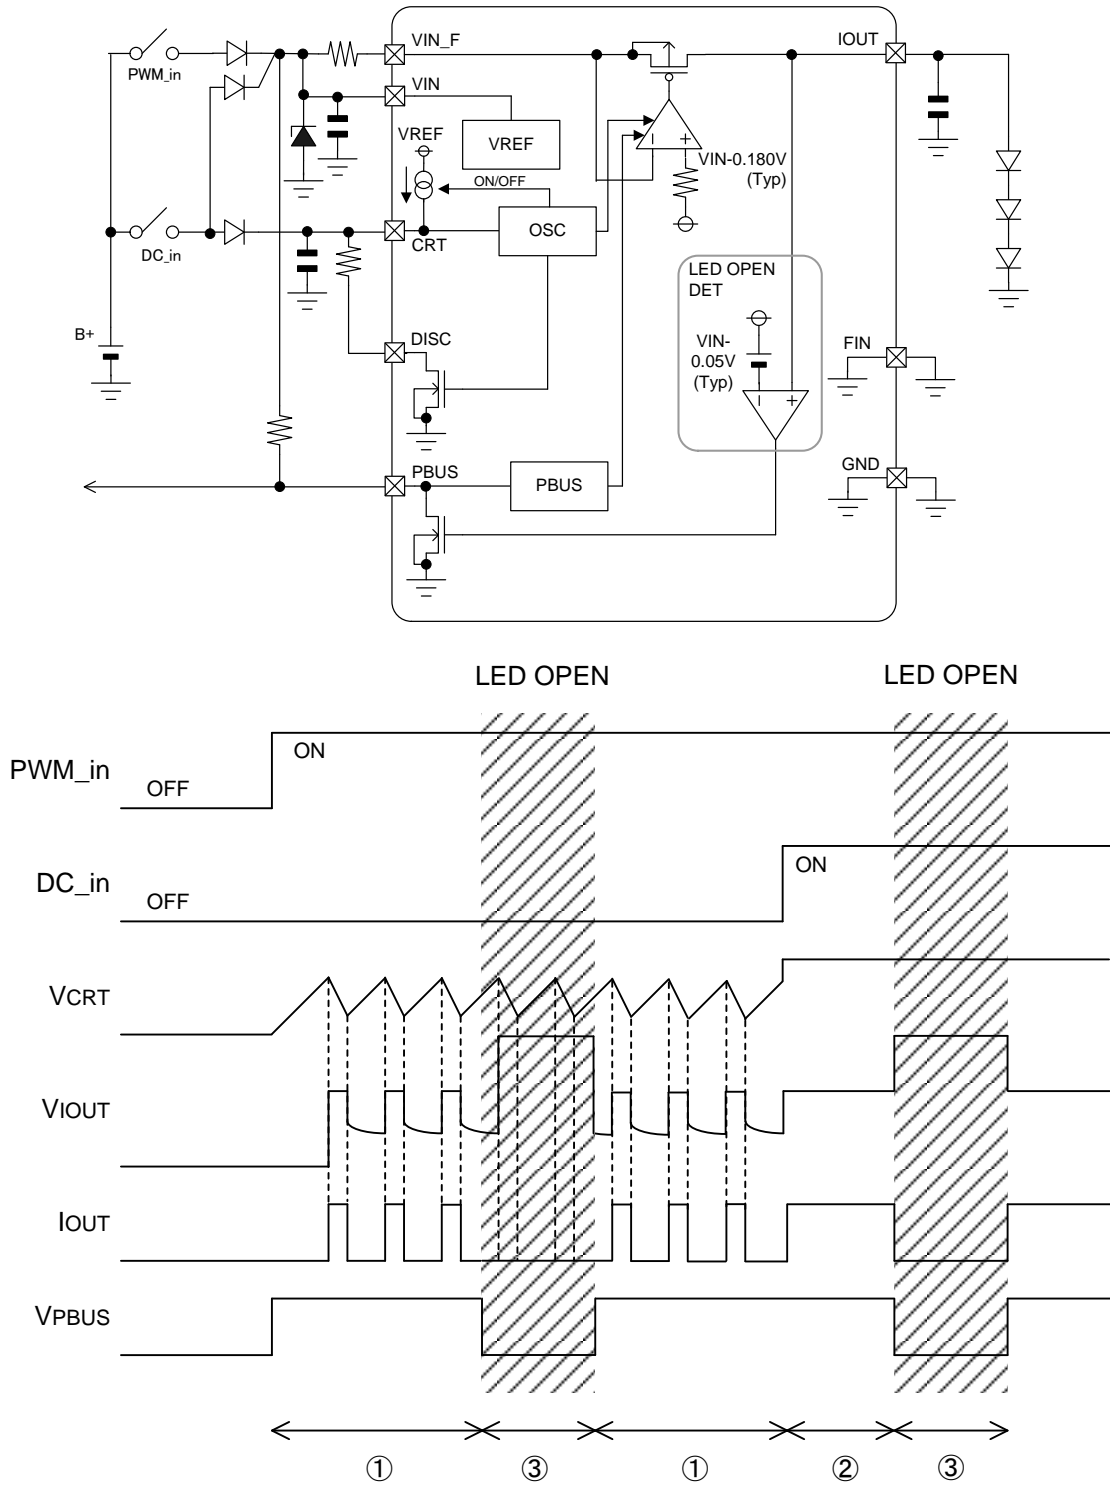 VIN_F
IOUT
PWM_in
VIN
VREF
VREF
VIN-0.180V
(Typ)
ON/OFF
CRT
OSC
DC_in
LED OPEN
DET
B+
DISC
VIN-
0.05V
(Typ)
FIN
PBUS
PBUS
GND
LED OPEN
LED OPEN
PWM_in
OFF
ON
DC_in
OFF
ON
VCRT
VIOUT
IOUT
VPBUS
① ③ ① ② ③